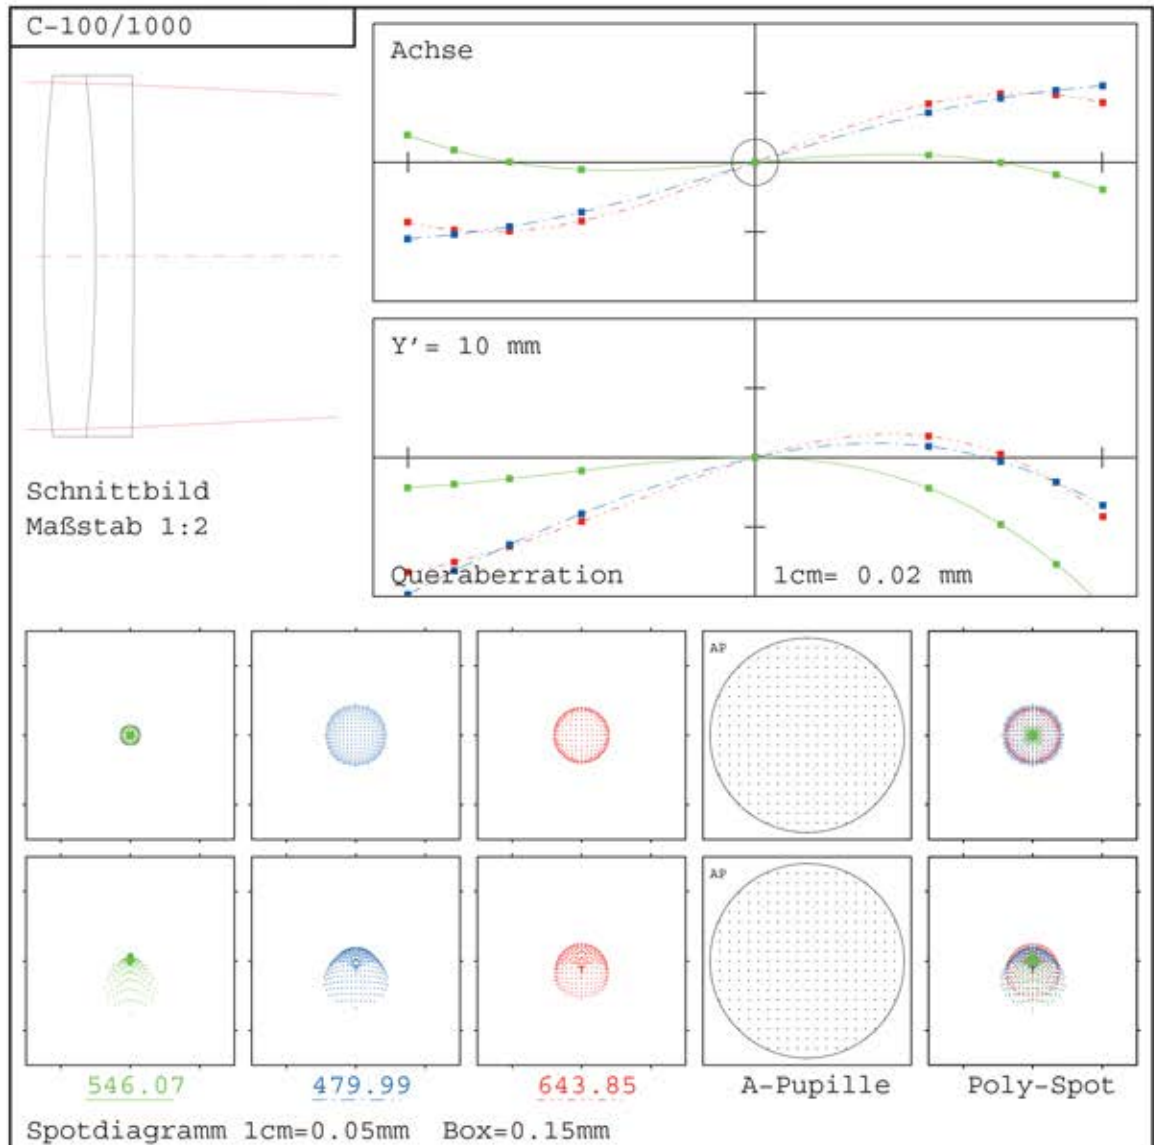 C-100/1000
Achse
Y'= 10 mm
Schnittbild
Maßstab 1:2
Queraberration 1cm= 0.02 mm
AP
AP
546.07 479.99 643.85 A-Pupille Poly-Spot
Spotdiagramm 1cm=0.05mm Box=0.15mm